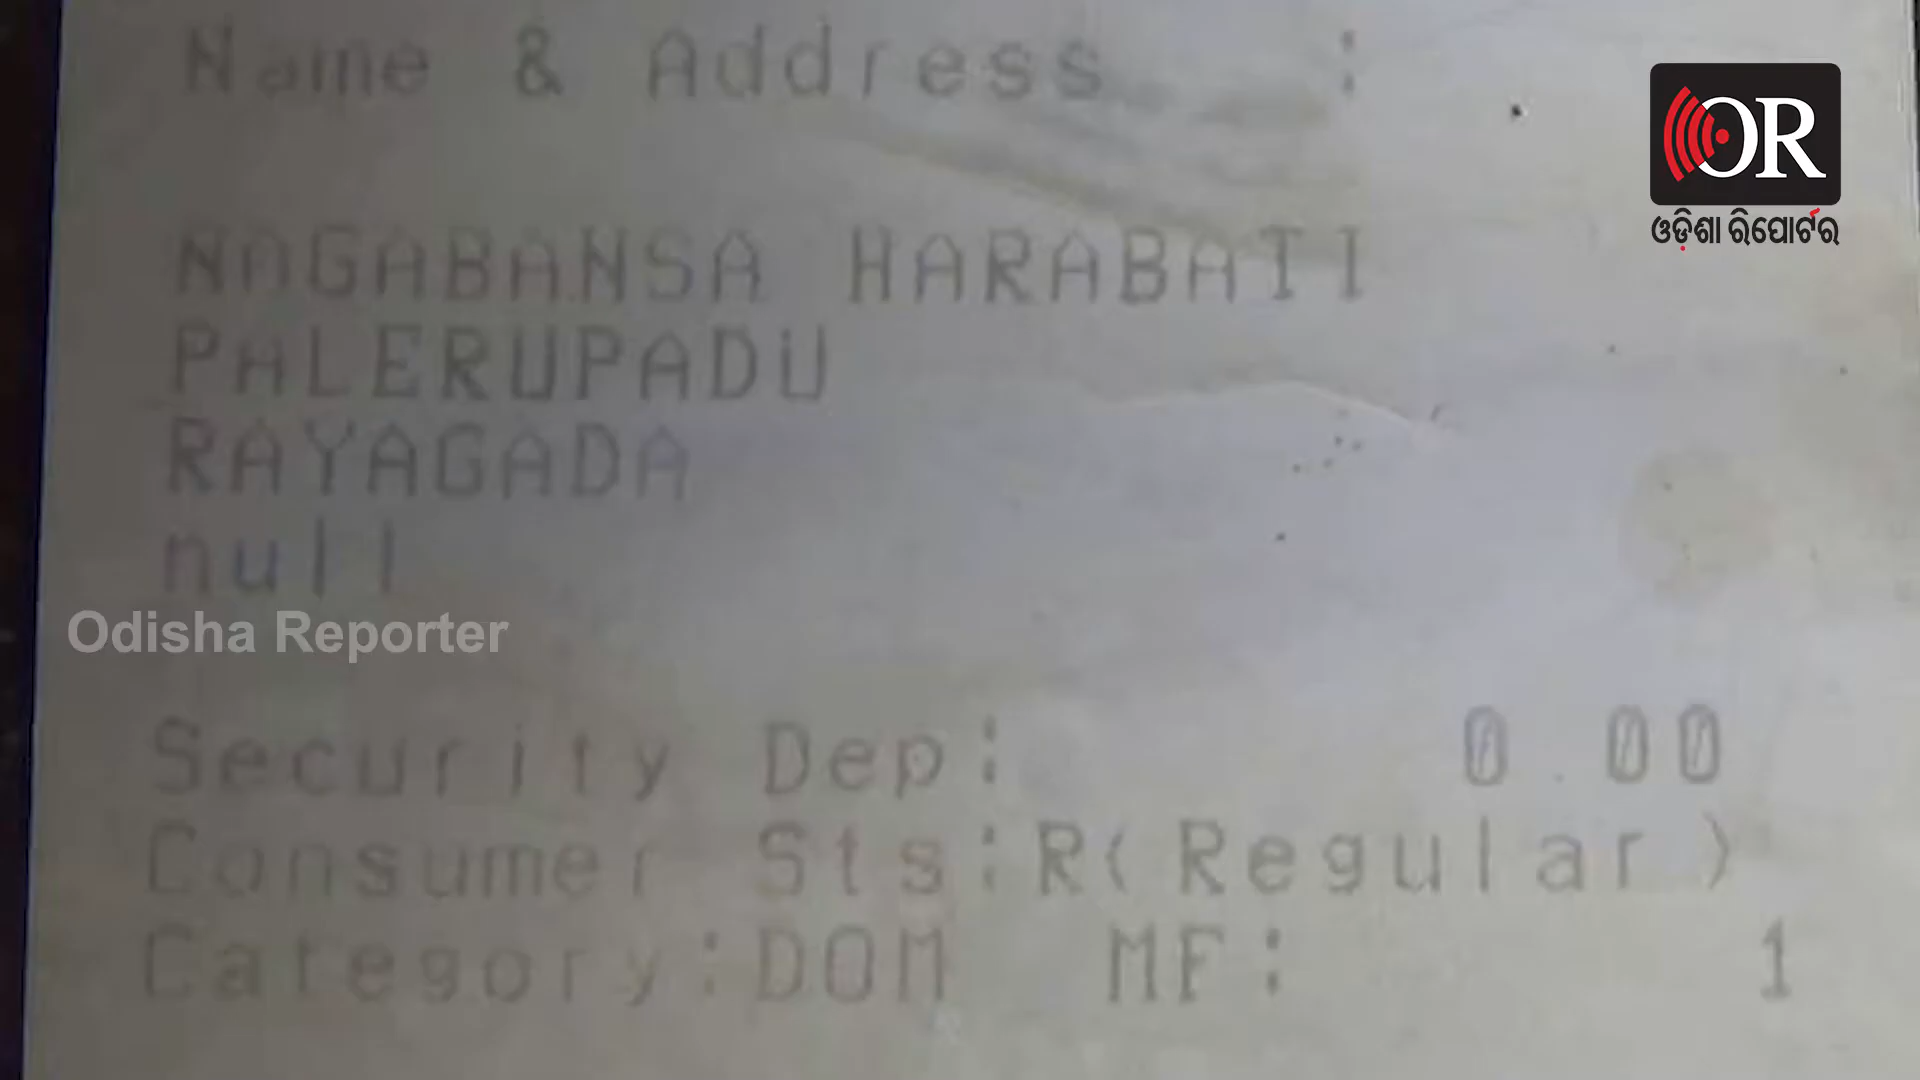 Name & Address :
NAGABANSA HARABATI
PALERUPADU
RAYAGADA
null
Security Dep: 0.00
Consumer Sts:R(Regular)
Category:DOM MF: 1
OR
ଓଡ଼ିଶା ରିପୋର୍ଟର
Odisha Reporter